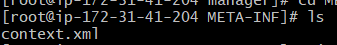 [root@ip-172-31-41-204 manager]# cd ME
[root@ip-172-31-41-204 META-INF]# ls
context.xml